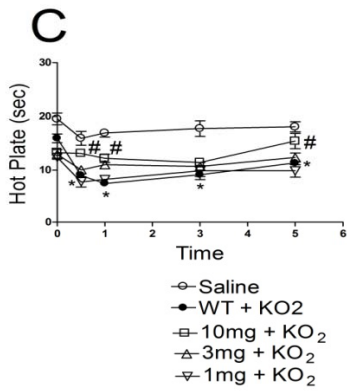 C
Hot Plate (sec)
30
20
10
0
# #
#
*
*
*
*
0 1 2 3 4 5 6
Time
Saline
WT + KO2
10mg + KO₂
3mg + KO₂
1mg + KO₂